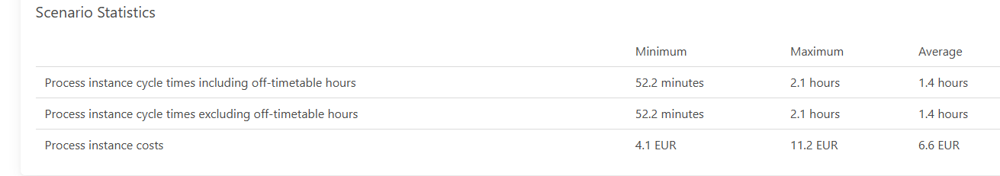 Scenario Statistics
Minimum Maximum Average
Process instance cycle times including off-timetable hours 52.2 minutes 2.1 hours 1.4 hours
Process instance cycle times excluding off-timetable hours 52.2 minutes 2.1 hours 1.4 hours
Process instance costs 4.1 EUR 11.2 EUR 6.6 EUR